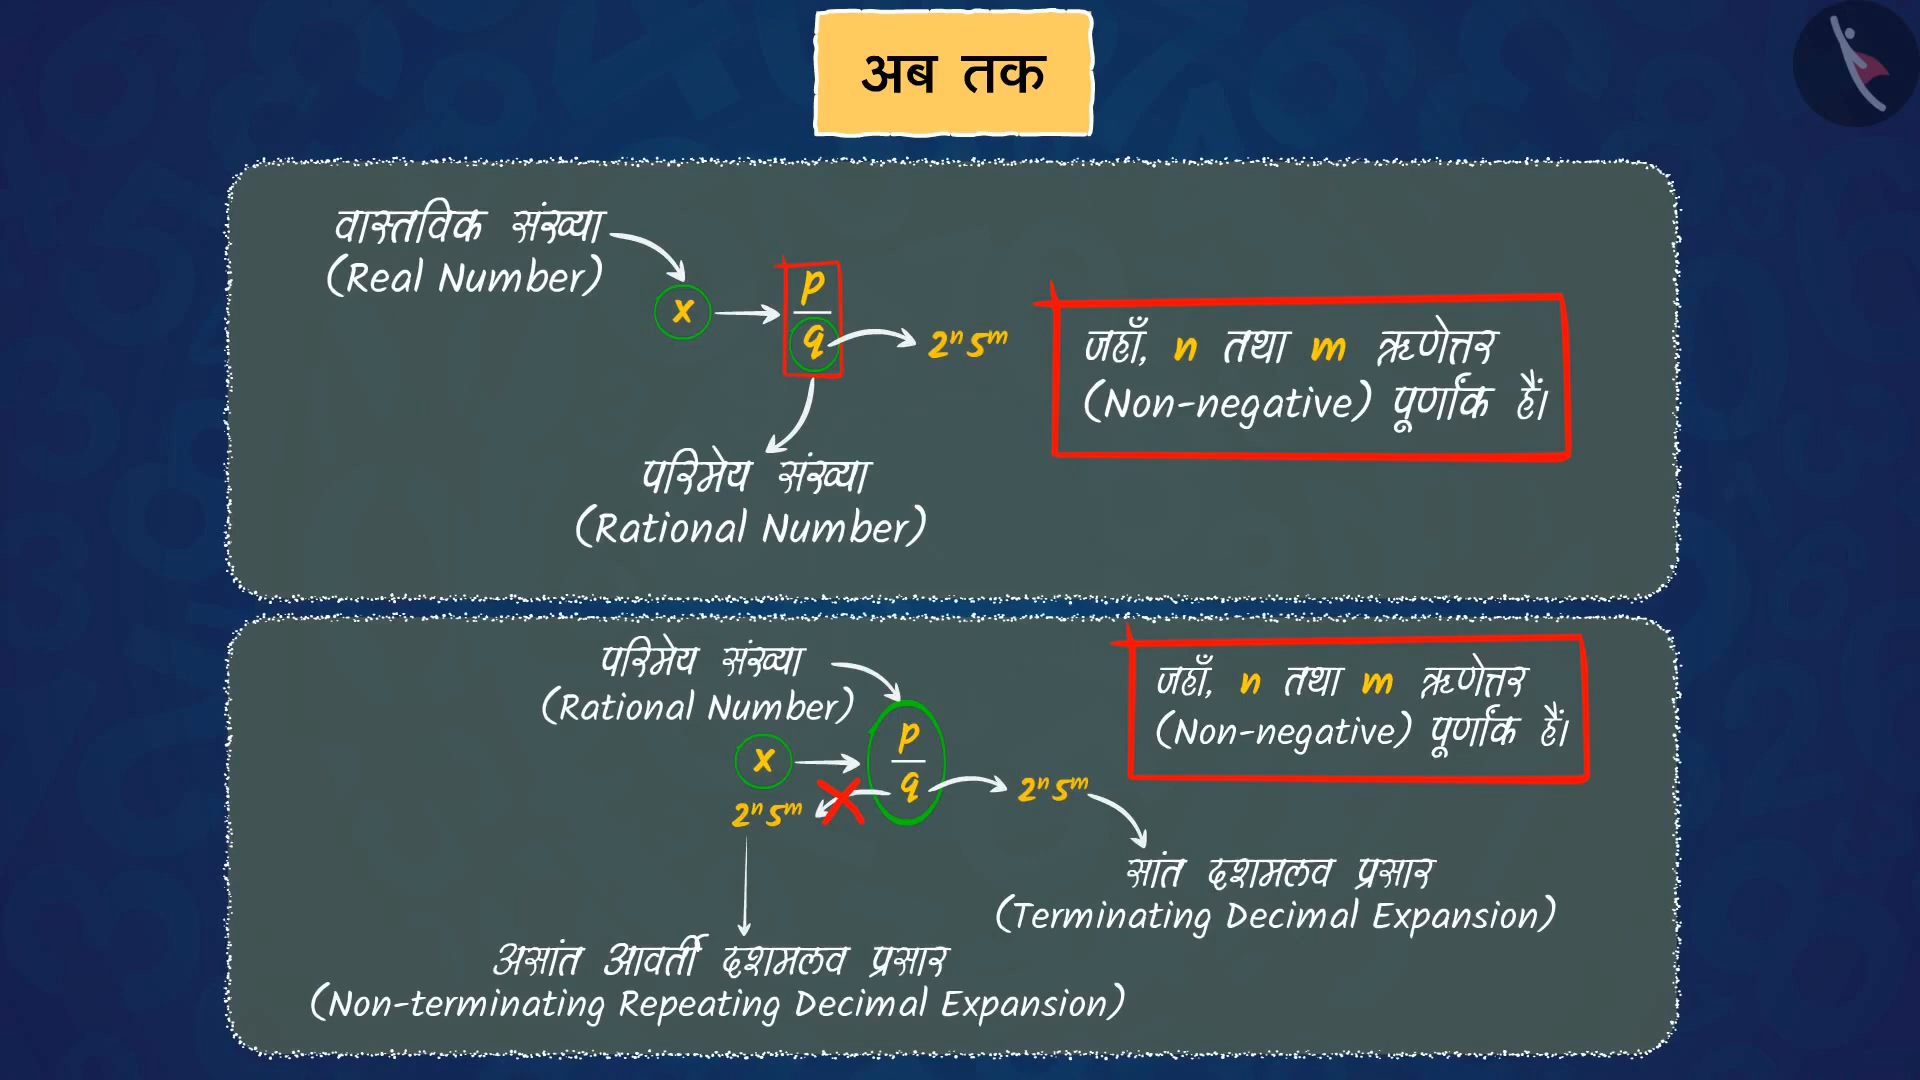 अब तक
वास्तविक संख्या
(Real Number)
x
p
q
2ⁿ5ᵐ
जहाँ, n तथा m ऋणेत्तर
(Non-negative) पूर्णांक हैं।
परिमेय संख्या
(Rational Number)
परिमेय संख्या
(Rational Number)
जहाँ, n तथा m ऋणेत्तर
(Non-negative) पूर्णांक हैं।
x
p
q
2ⁿ5ᵐ
2ⁿ5ᵐ
सांत दशमलव प्रसार
(Terminating Decimal Expansion)
असांत आवर्ती दशमलव प्रसार
(Non-terminating Repeating Decimal Expansion)